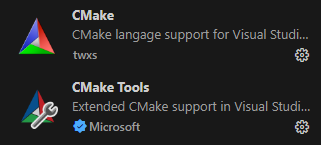 CMake
CMake langage support for Visual Studi...
twxs
CMake Tools
Extended CMake support in Visual Studi...
Microsoft